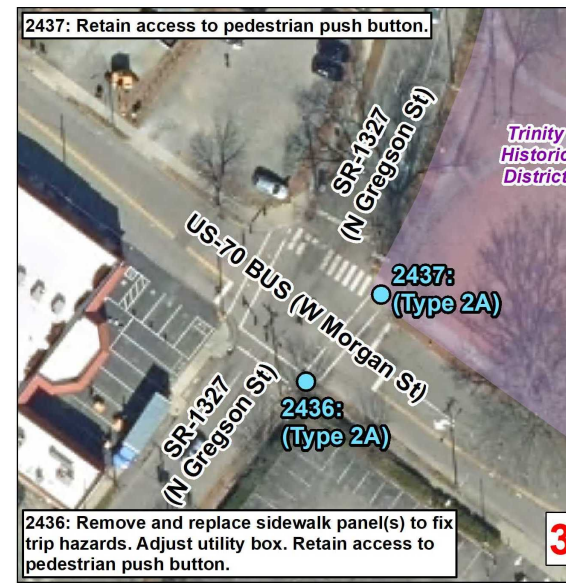 2437: Retain access to pedestrian push button.
SR-1327
(N Gregson St)
Trinity
Historic
District
US-70 BUS (W Morgan St)
2437:
(Type 2A)
2436:
(Type 2A)
SR-1327
(N Gregson St)
2436: Remove and replace sidewalk panel(s) to fix
trip hazards. Adjust utility box. Retain access to
pedestrian push button.
3